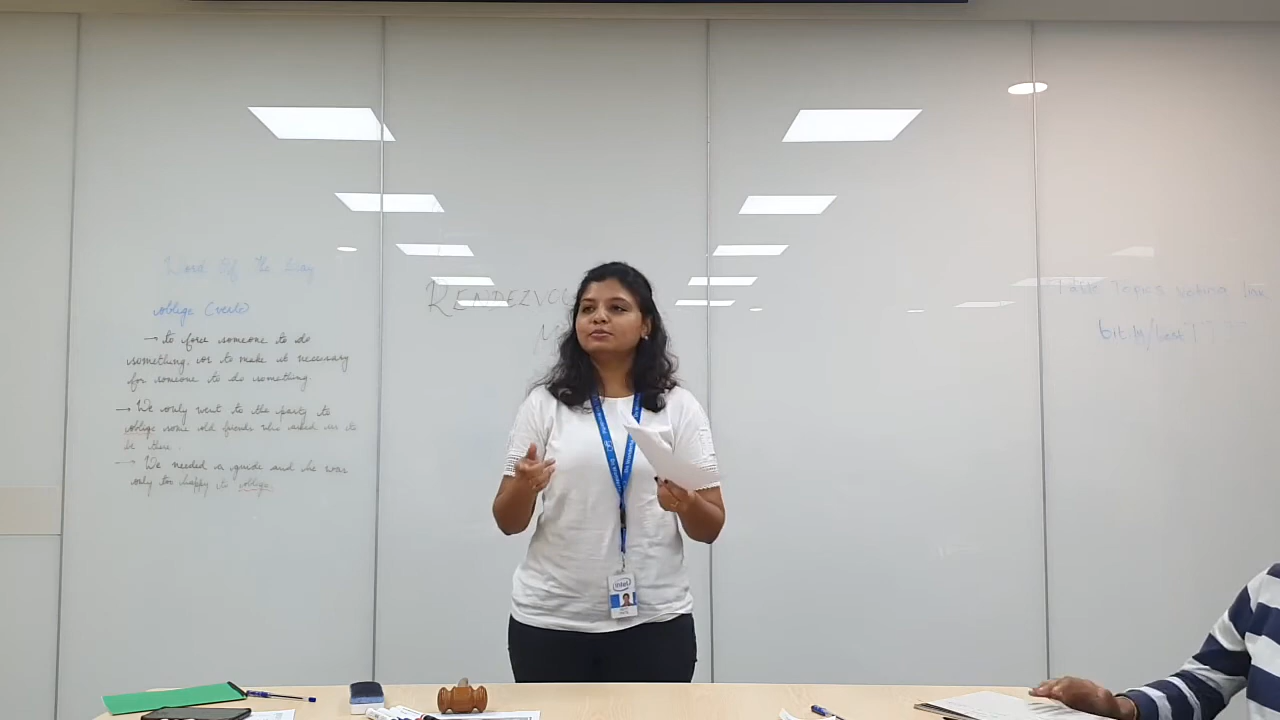 Word Of The Day
oblige (verb)
→ to force someone to do
something, or to make it necessary
for someone to do something
→ We only went to the party to
oblige some old friends who asked us to
be there.
→ We needed a guide and he was
only too happy to oblige.
RENDEZVOU
Table Topics Voting Link
bit.ly/
intel